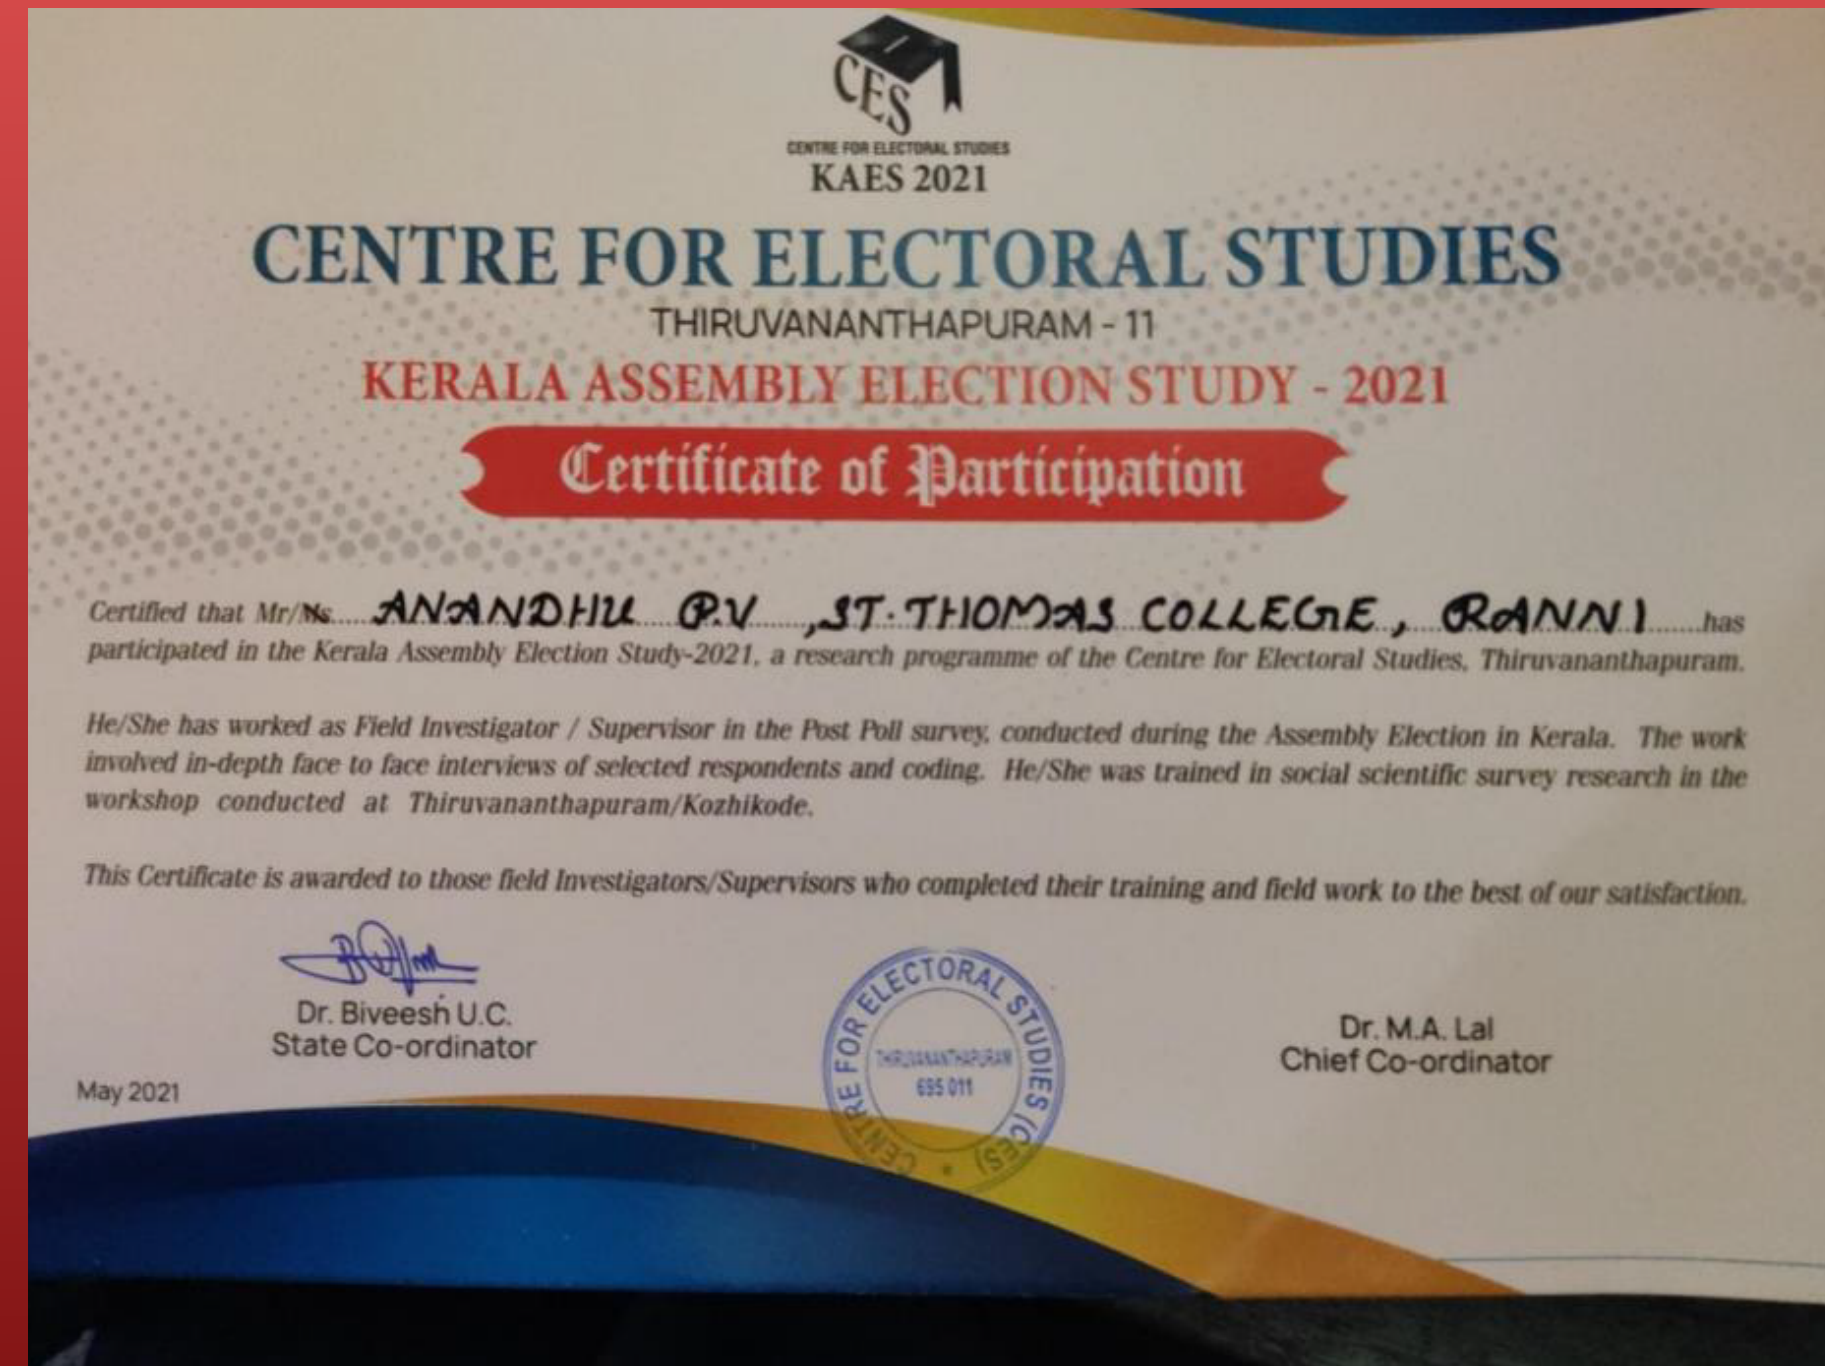 CES
CENTRE FOR ELECTORAL STUDIES
KAES 2021
CENTRE FOR ELECTORAL STUDIES
THIRUVANANTHAPURAM - 11
KERALA ASSEMBLY ELECTION STUDY - 2021
Certificate of Participation
Certified that Mr/Ms.....ANANDHU P.V ,ST. THOMAS COLLEGE, RANNI.....has
participated in the Kerala Assembly Election Study-2021, a research programme of the Centre for Electoral Studies, Thiruvananthapuram.
He/She has worked as Field Investigator / Supervisor in the Post Poll survey, conducted during the Assembly Election in Kerala. The work
involved in-depth face to face interviews of selected respondents and coding. He/She was trained in social scientific survey research in the
workshop conducted at Thiruvananthapuram/Kozhikode.
This Certificate is awarded to those field Investigators/Supervisors who completed their training and field work to the best of our satisfaction.
Dr. Biveesh U.C.
State Co-ordinator
CENTRE FOR ELECTORAL STUDIES (CES)
THIRUVANANTHAPURAM
695 011
Dr. M.A. Lal
Chief Co-ordinator
May 2021